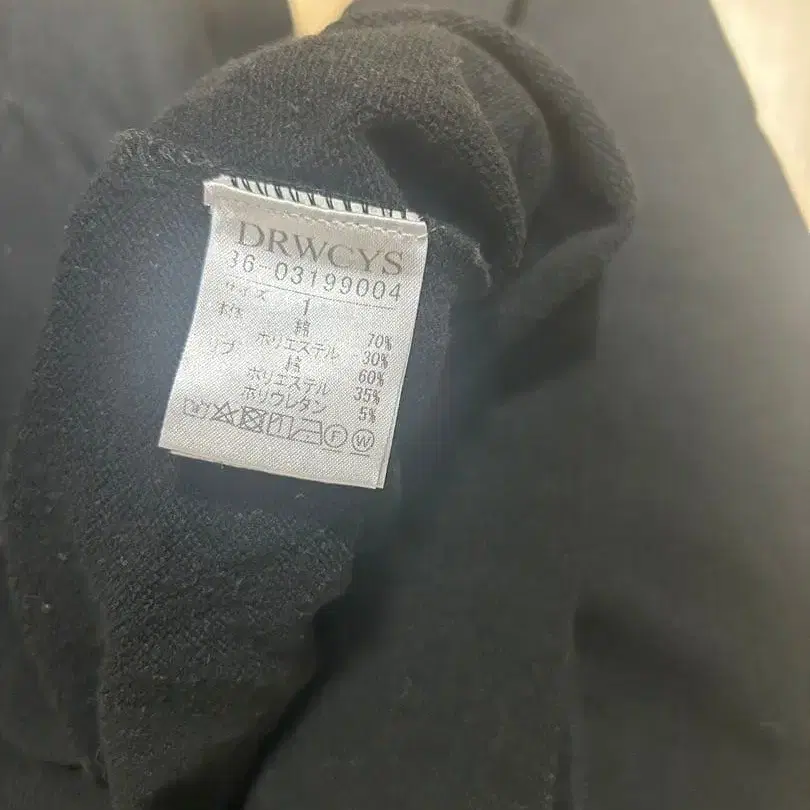 DRWCYS
36-03199004
サイズ 1
本体 綿 70%
ポリエステル 30%
リブ 綿 60%
ポリエステル 35%
ポリウレタン 5%
F W